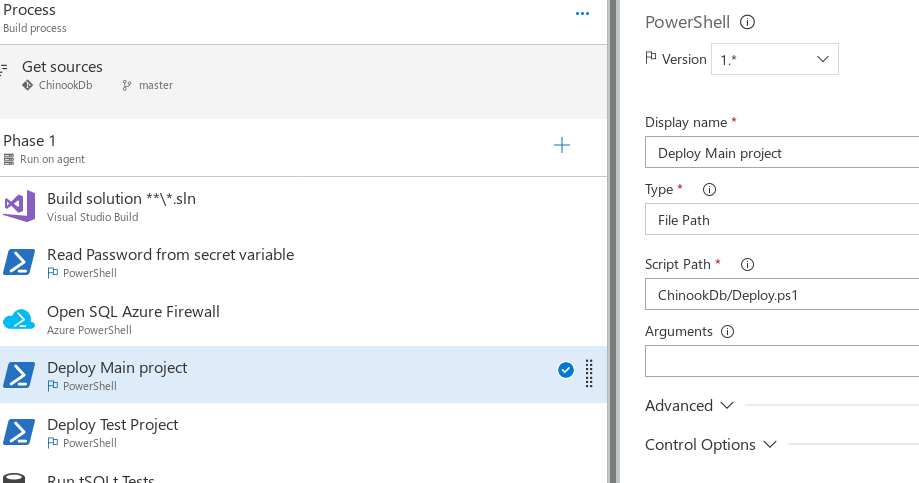 Process
Build process
Get sources
ChinookDb master
Phase 1
Run on agent
Build solution **\*.sln
Visual Studio Build
Read Password from secret variable
PowerShell
Open SQL Azure Firewall
Azure PowerShell
Deploy Main project
PowerShell
Deploy Test Project
PowerShell
Run tSQLt Tests
PowerShell
Version 1.*
Display name *
Deploy Main project
Type *
File Path
Script Path *
ChinookDb/Deploy.ps1
Arguments
Advanced
Control Options